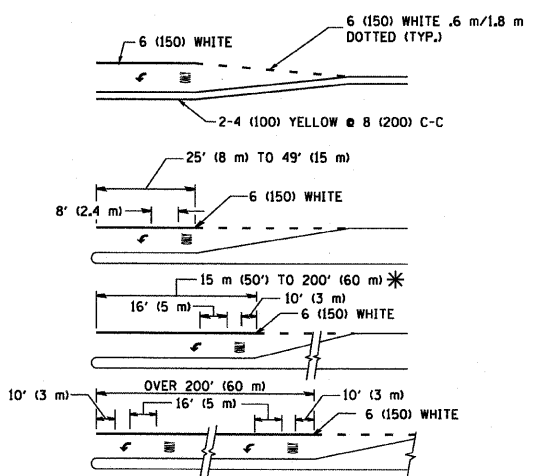 6 (150) WHITE .6 m/1.8 m
DOTTED (TYP.)
6 (150) WHITE
2-4 (100) YELLOW @ 8 (200) C-C
25' (8 m) TO 49' (15 m)
6 (150) WHITE
8' (2.4 m)
15 m (50') TO 200' (60 m) *
16' (5 m)
10' (3 m)
6 (150) WHITE
OVER 200' (60 m)
10' (3 m)
16' (5 m)
10' (3 m)
6 (150) WHITE